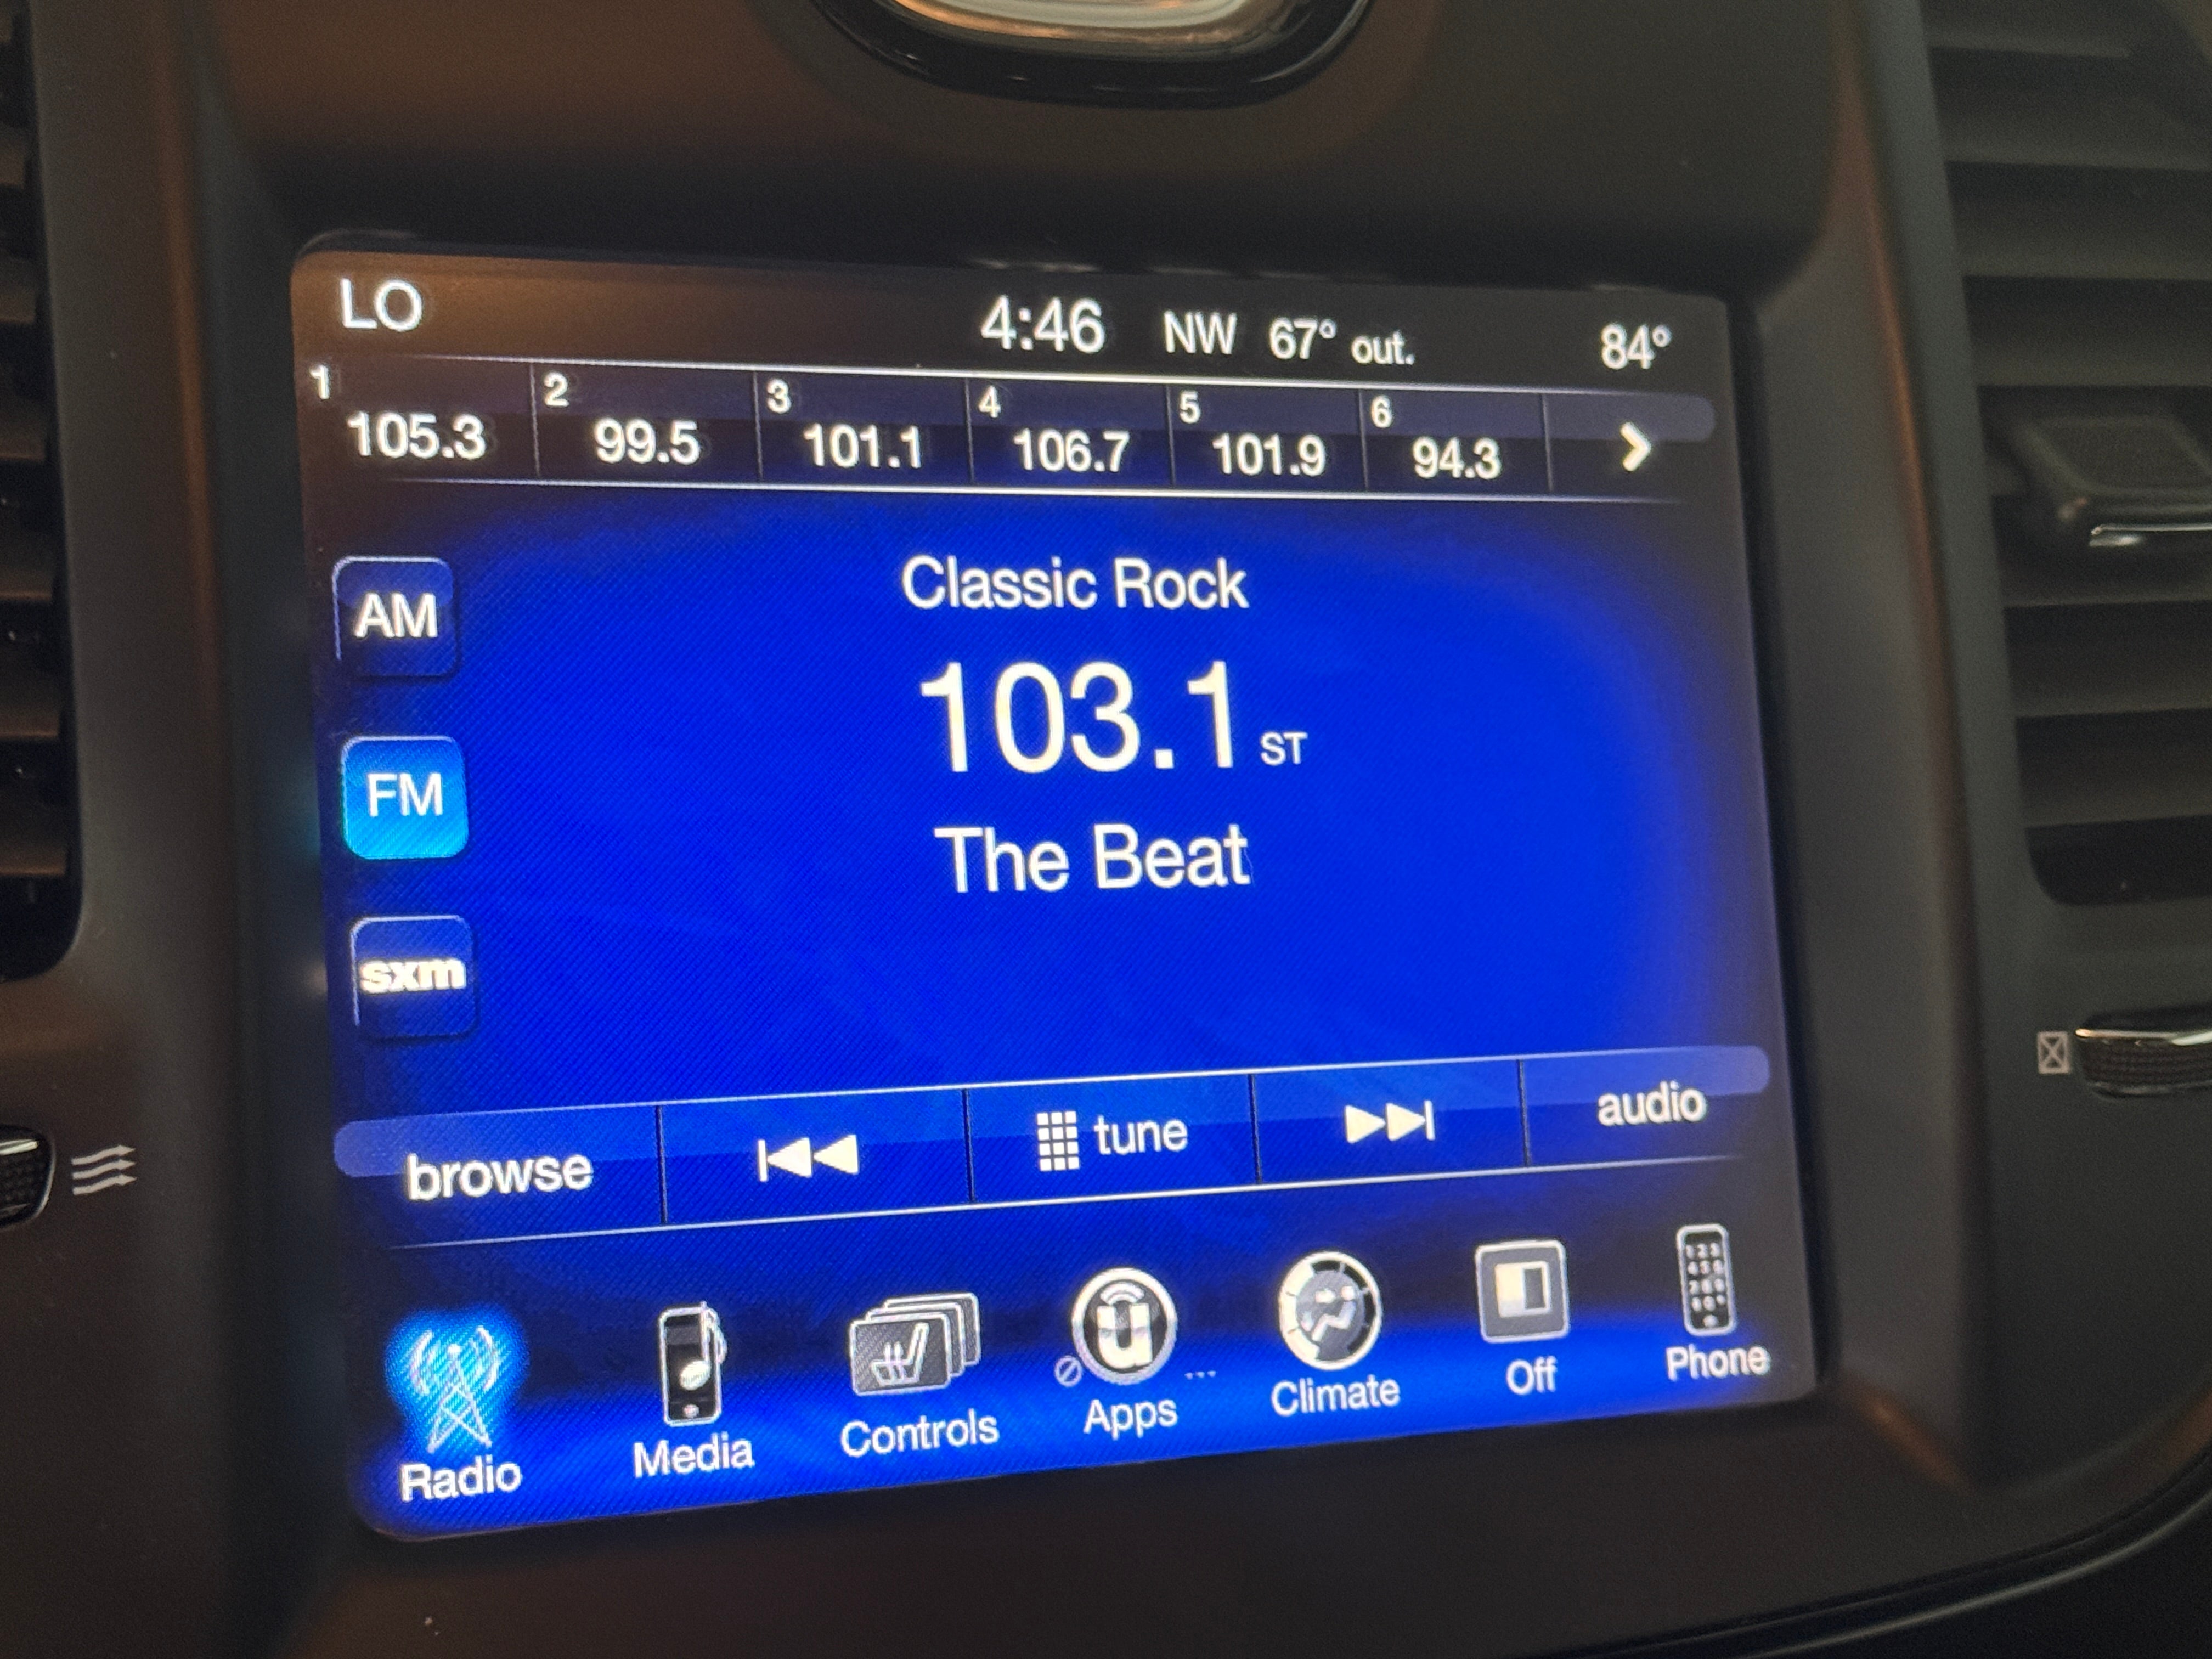 LO 4:46 NW 67° out. 84°
1 2 3 4 5 6
105.3 99.5 101.1 106.7 101.9 94.3
Classic Rock
AM
103.1 ST
FM
The Beat
sxm
browse tune audio
u
Radio Media Controls Apps Climate Off Phone